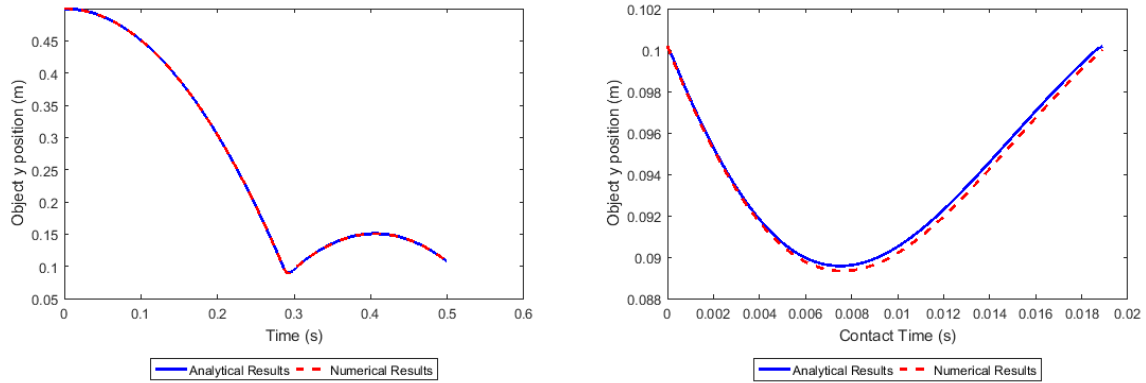 0.45
0.4
0.35
0.3
0.25
0.2
0.15
0.1
0.05
Object y position (m)
0 0.1 0.2 0.3 0.4 0.5 0.6
Time (s)
Analytical Results Numerical Results
0.102
0.1
0.098
0.096
0.094
0.092
0.09
0.088
Object y position (m)
0 0.002 0.004 0.006 0.008 0.01 0.012 0.014 0.016 0.018 0.02
Contact Time (s)
Analytical Results Numerical Results